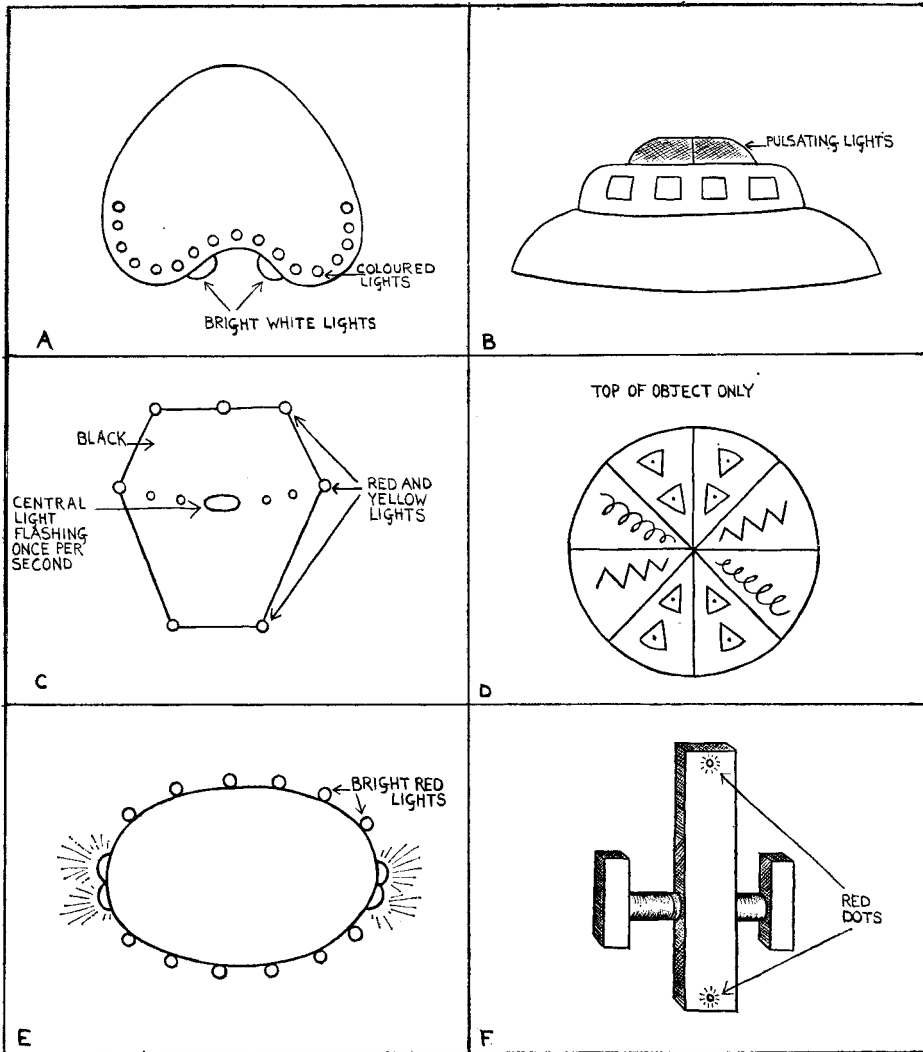 COLOURED
LIGHTS
BRIGHT WHITE LIGHTS
A
PULSATING LIGHTS
B
BLACK
CENTRAL
LIGHT
FLASHING
ONCE PER
SECOND
RED AND
YELLOW
LIGHTS
C
TOP OF OBJECT ONLY
D
BRIGHT RED
LIGHTS
E
RED
DOTS
F